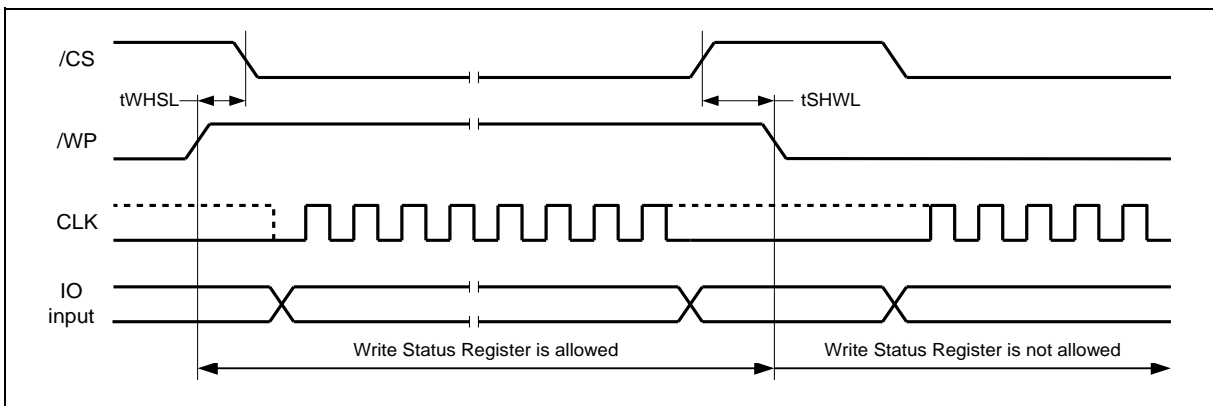 /CS
tWHSL
tSHWL
/WP
CLK
IO
input
Write Status Register is allowed
Write Status Register is not allowed